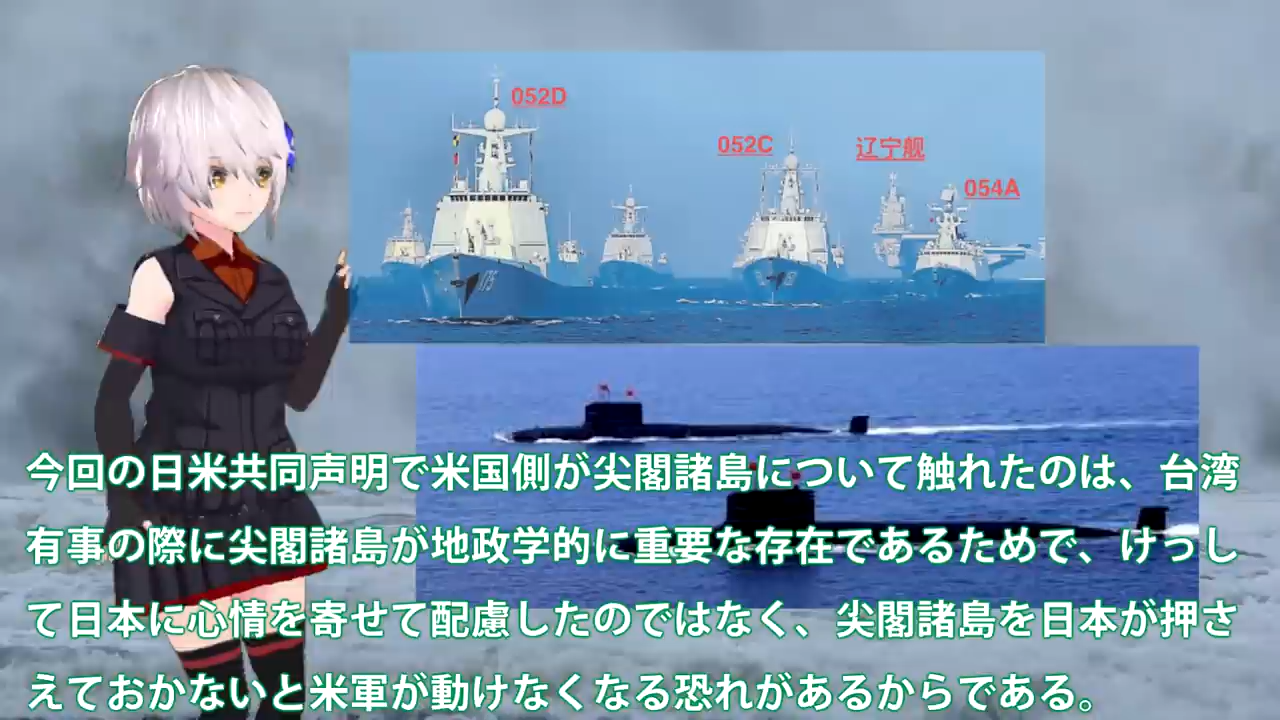 052D
052C
辽宁舰
054A
175
今回の日米共同声明で米国側が尖閣諸島について触れたのは、台湾
有事の際に尖閣諸島が地政学的に重要な存在であるためで、けっし
て日本に心情を寄せて配慮したのではなく、尖閣諸島を日本が押さ
えておかないと米軍が動けなくなる恐れがあるからである。